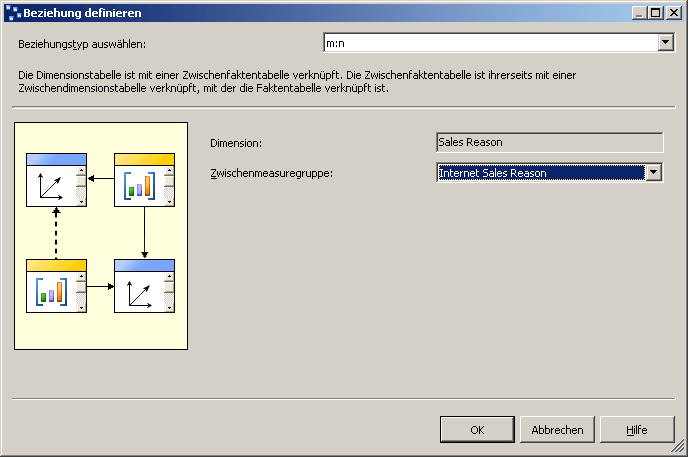 Beziehung definieren
Beziehungstyp auswählen:
m:n
Die Dimensionstabelle ist mit einer Zwischenfaktentabelle verknüpft. Die Zwischenfaktentabelle ist ihrerseits mit einer
Zwischendimensionstabelle verknüpft, mit der die Faktentabelle verknüpft ist.
Dimension:
Sales Reason
Zwischenmeasuregruppe:
Internet Sales Reason
OK
Abbrechen
Hilfe